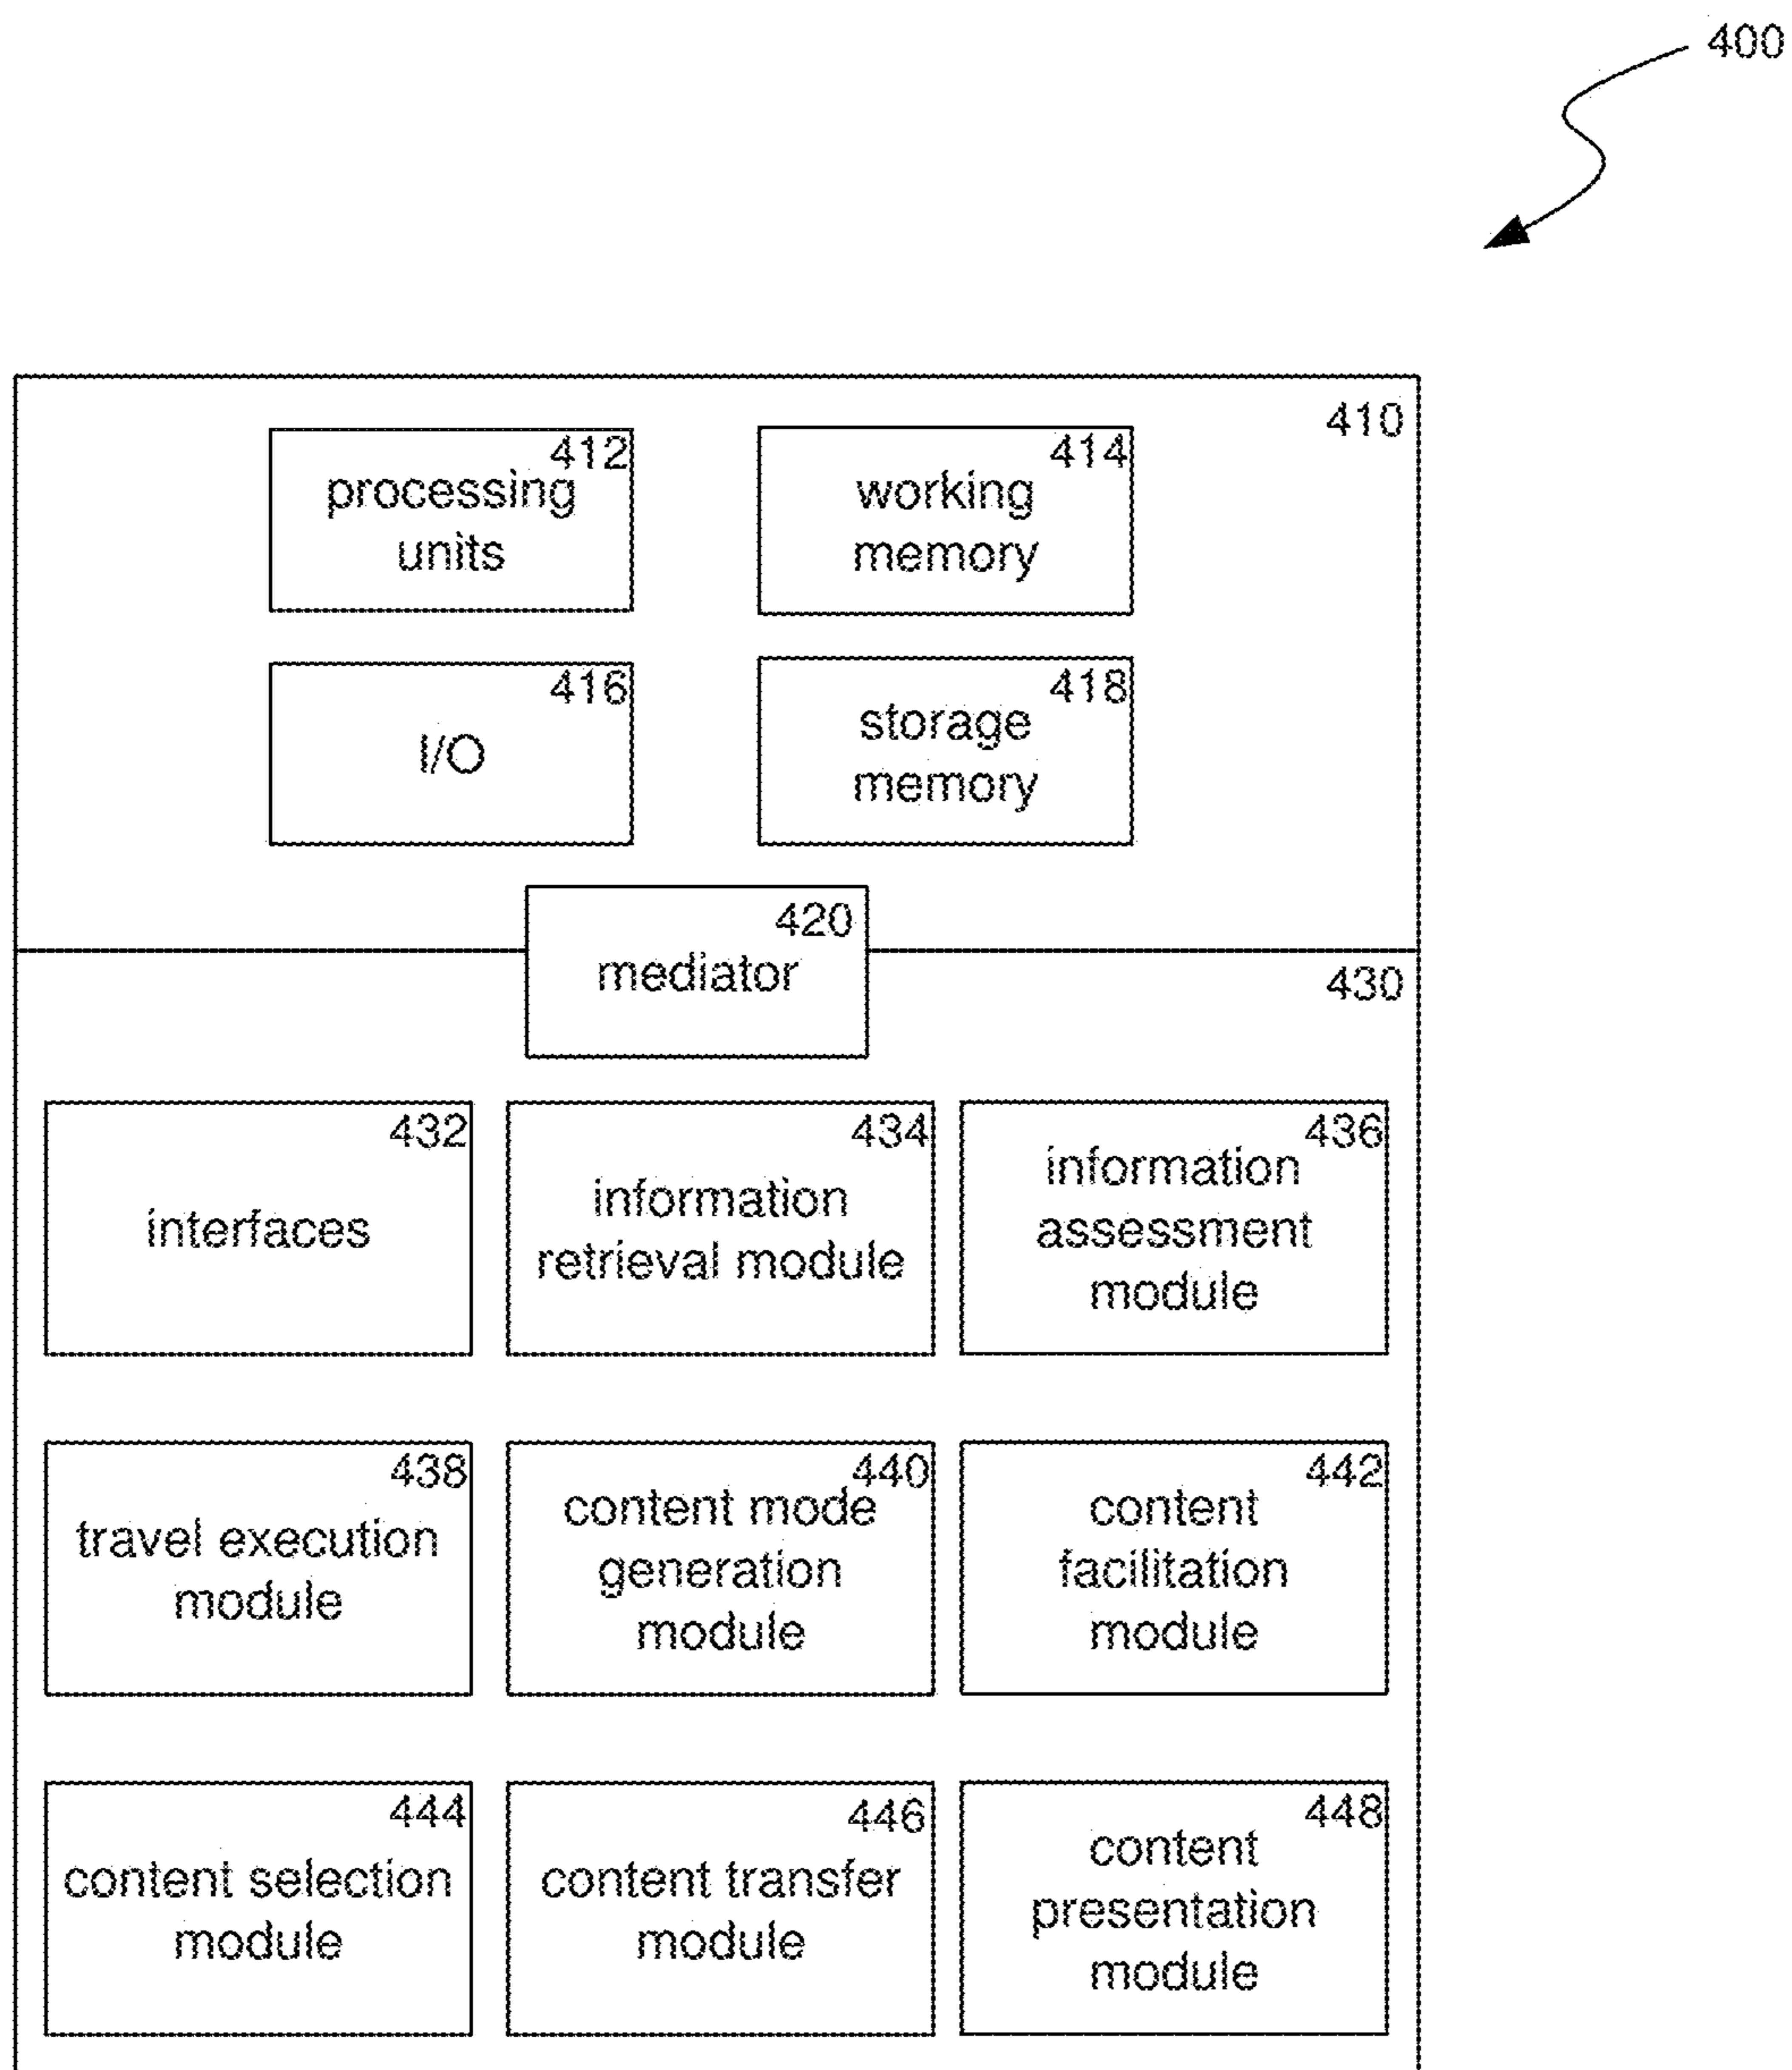 400
410
412
processing
units
414
working
memory
416
I/O
418
storage
memory
420
mediator
430
432
interfaces
434
information
retrieval module
436
information
assessment
module
438
travel execution
module
440
content mode
generation
module
442
content
facilitation
module
444
content selection
module
446
content transfer
module
448
content
presentation
module